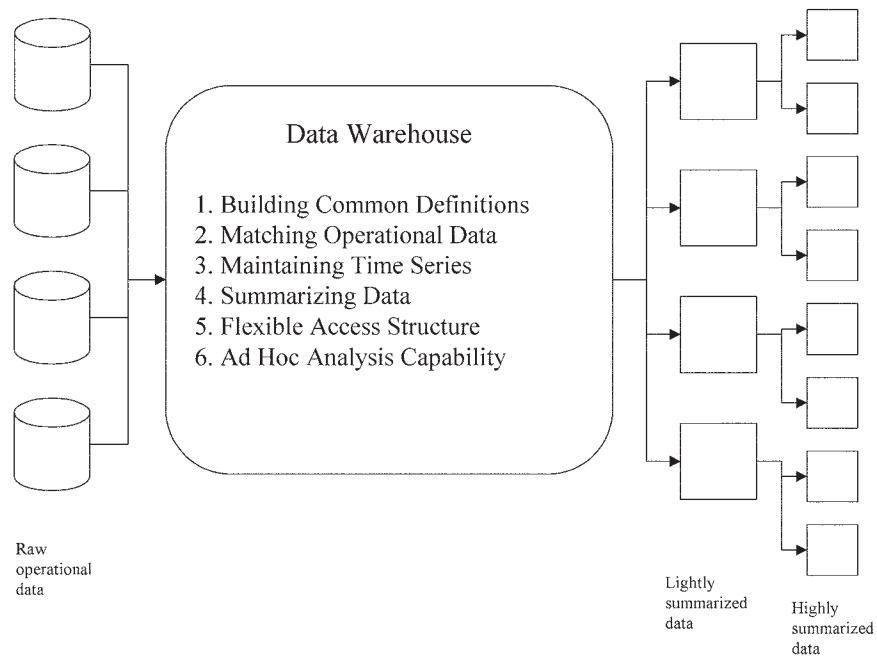 Data Warehouse
1. Building Common Definitions
2. Matching Operational Data
3. Maintaining Time Series
4. Summarizing Data
5. Flexible Access Structure
6. Ad Hoc Analysis Capability
Raw
operational
data
Lightly
summarized
data
Highly
summarized
data